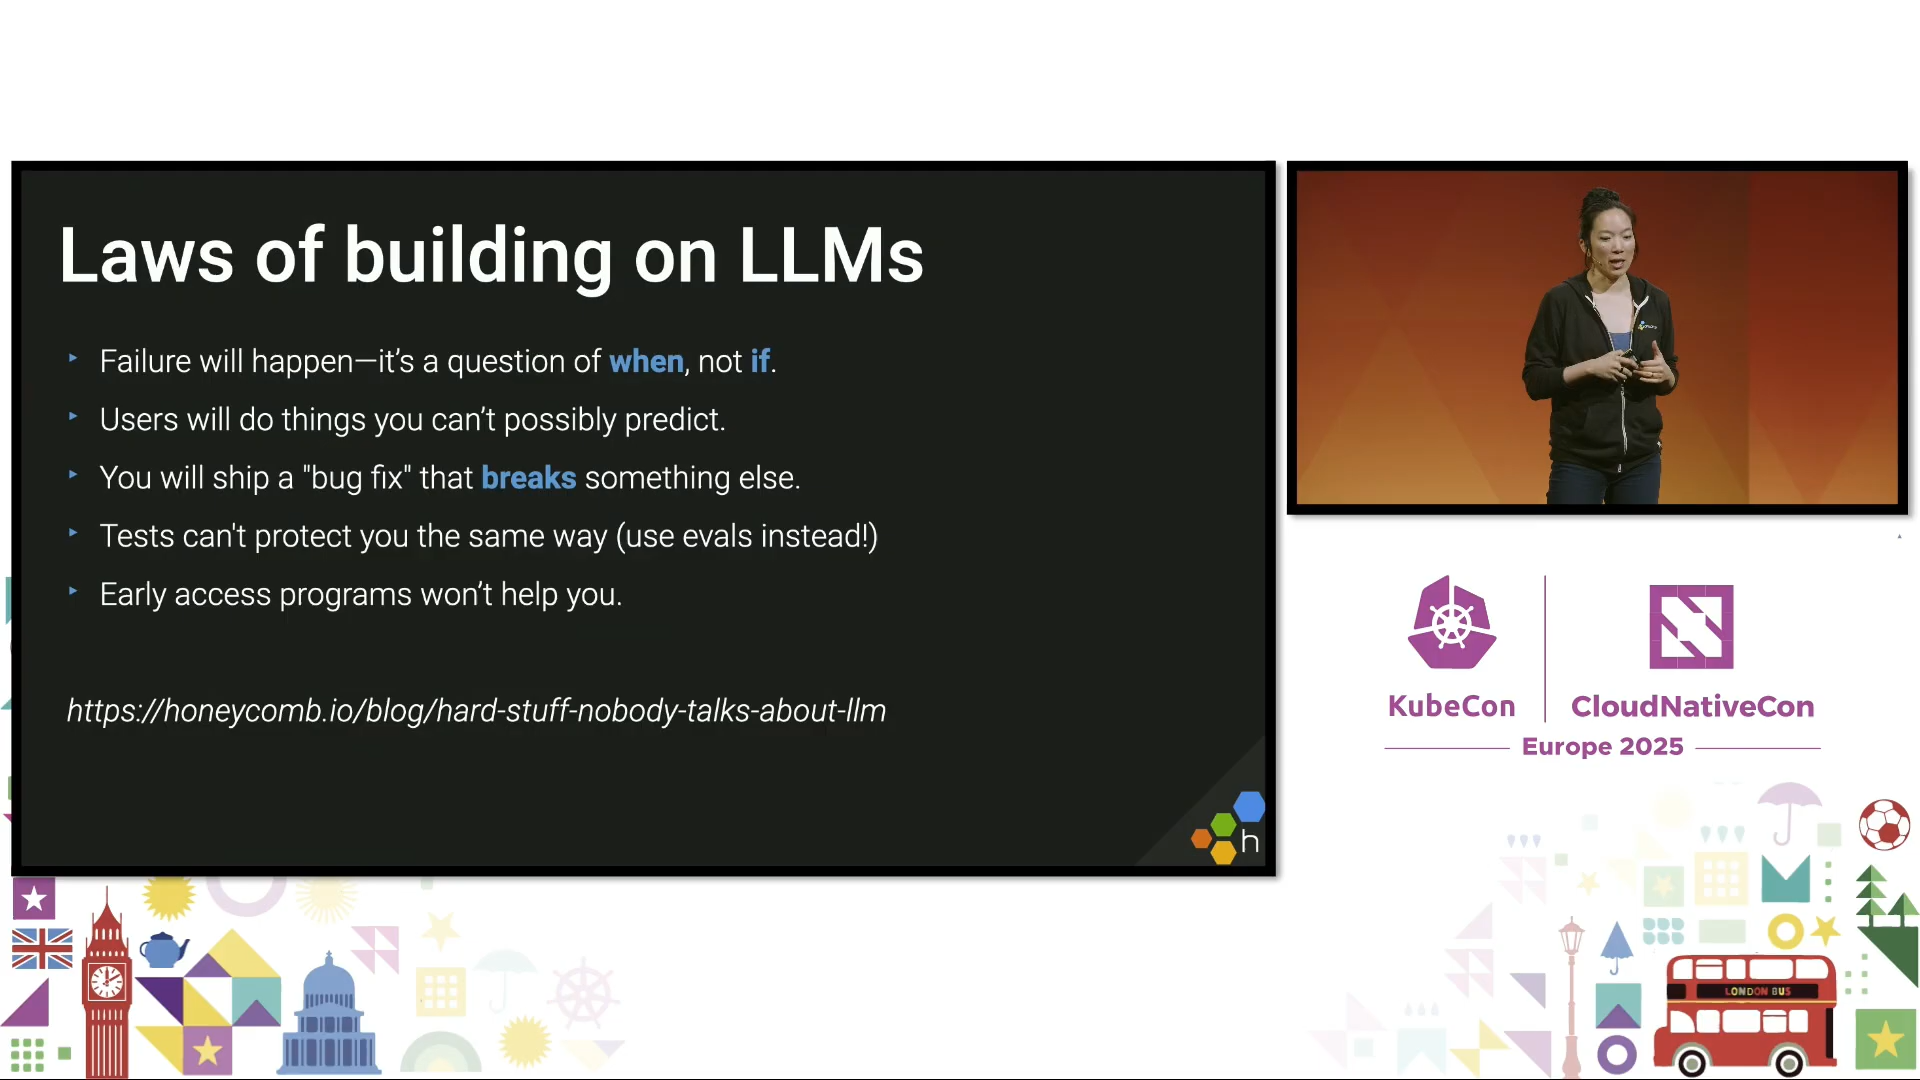 Laws of building on LLMs
‣ Failure will happen—it’s a question of when, not if.
‣ Users will do things you can’t possibly predict.
‣ You will ship a "bug fix" that breaks something else.
‣ Tests can't protect you the same way (use evals instead!)
‣ Early access programs won’t help you.
https://honeycomb.io/blog/hard-stuff-nobody-talks-about-llm
h
KubeCon
CloudNativeCon
Europe 2025
LONDON BUS